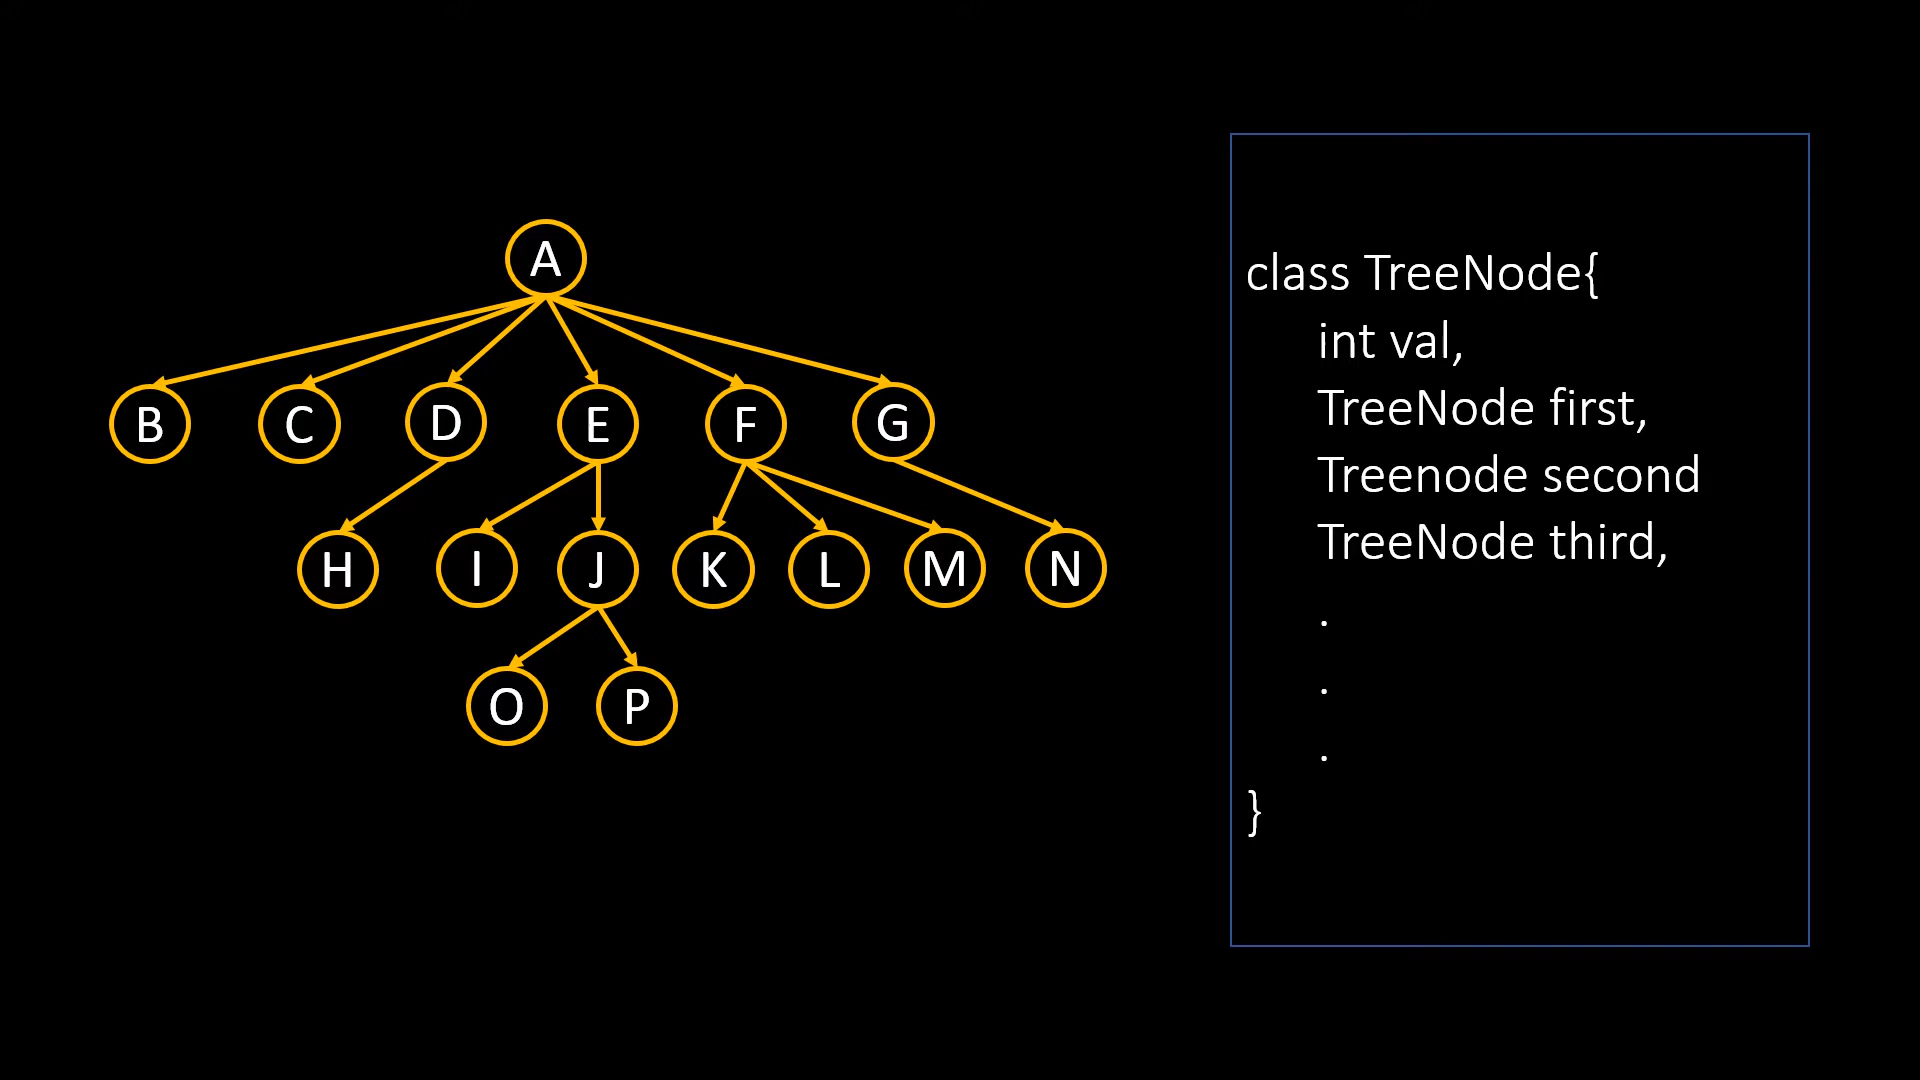 A
B C D E F G
H I J K L M N
O P
class TreeNode{
int val,
TreeNode first,
Treenode second
TreeNode third,
.
.
.
}